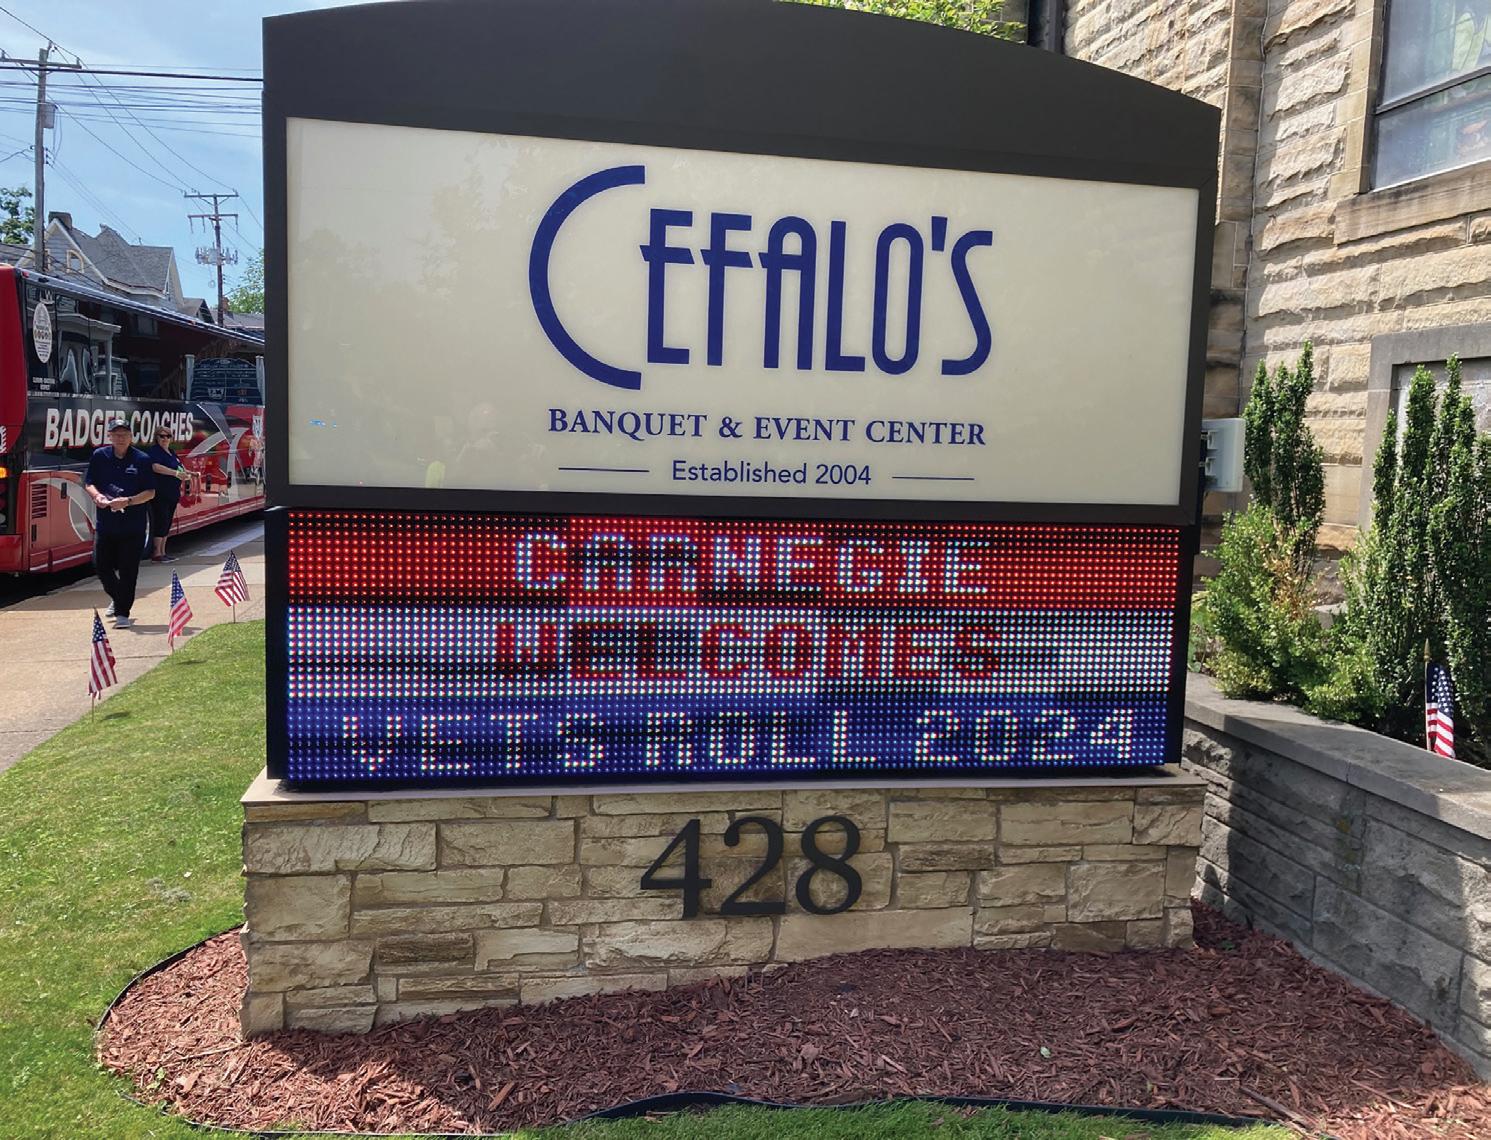 CEFALO'S
BANQUET & EVENT CENTER
Established 2004
CARNEGIE
WELCOMES
VETS ROLL 2024
428
BADGER COACHES